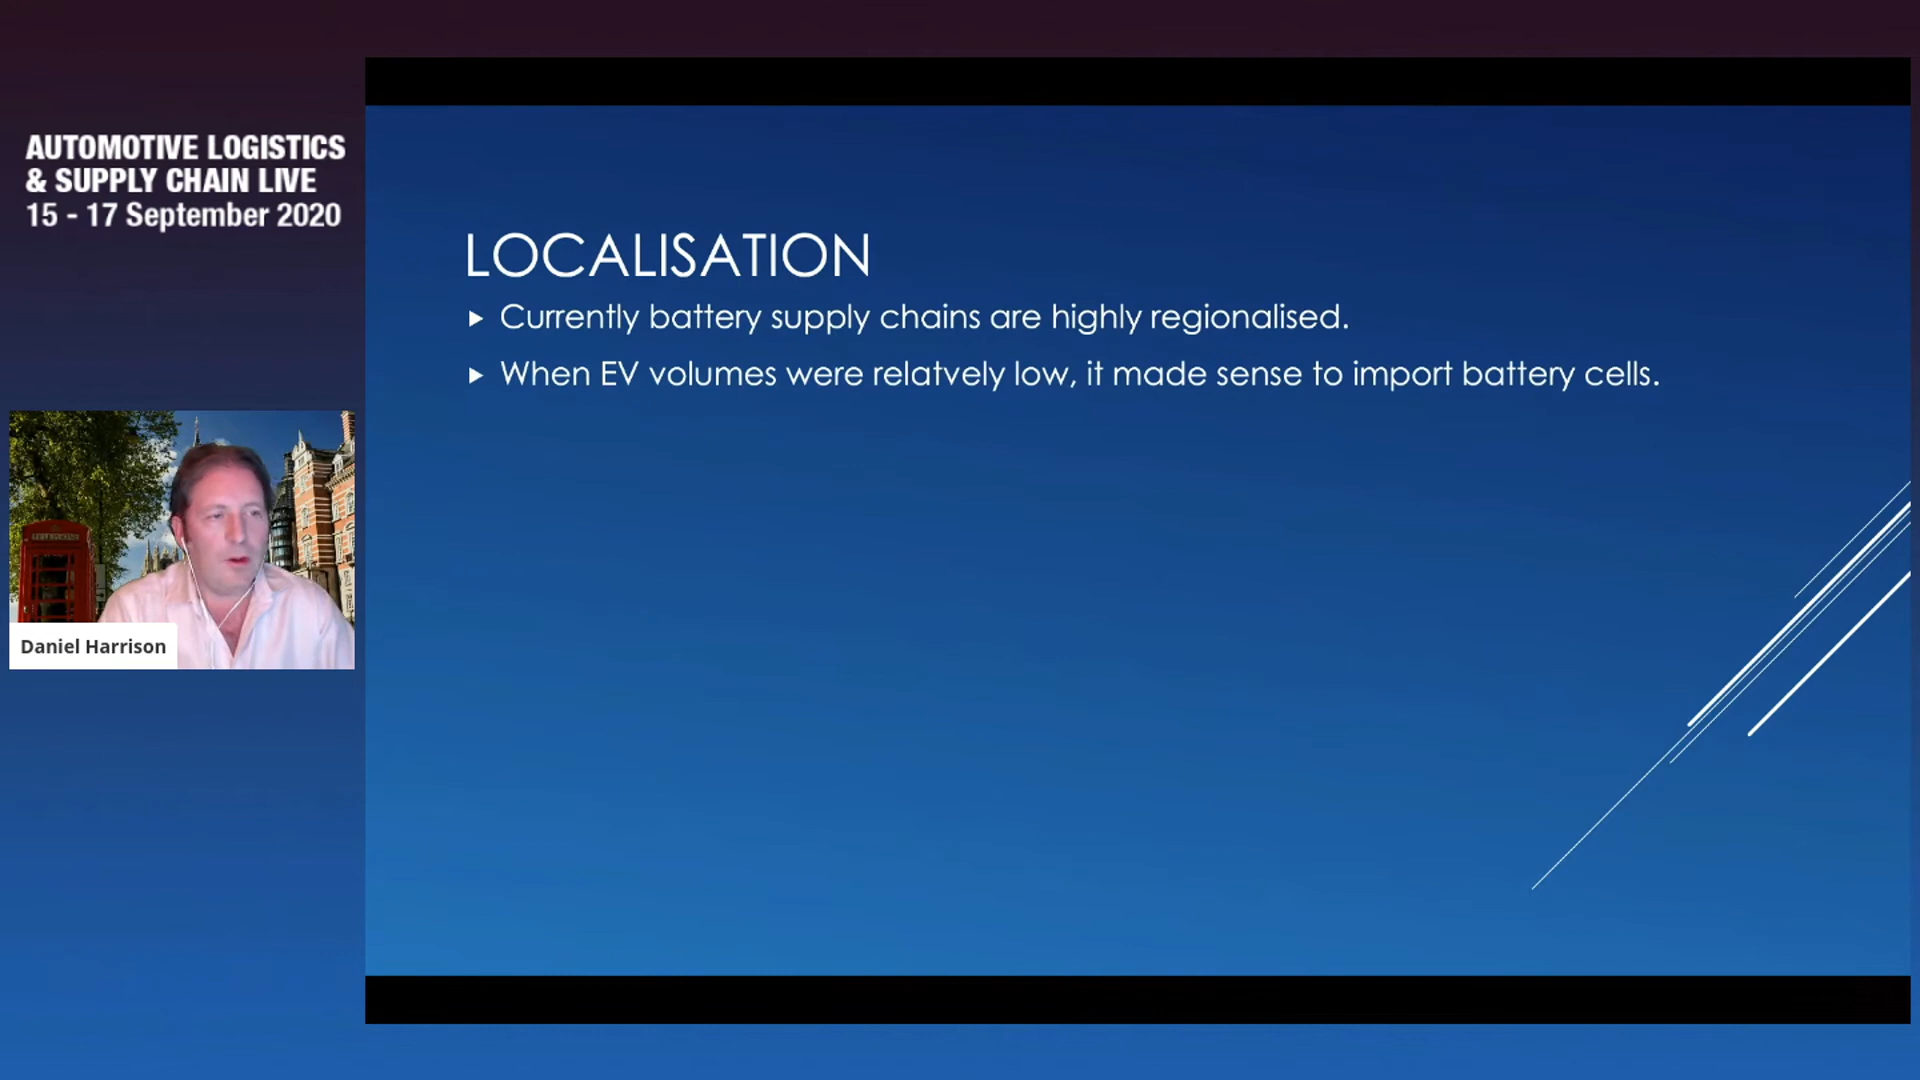 AUTOMOTIVE LOGISTICS
& SUPPLY CHAIN LIVE
15 - 17 September 2020
LOCALISATION
Currently battery supply chains are highly regionalised.
When EV volumes were relatvely low, it made sense to import battery cells.
TELEPHONE
Daniel Harrison